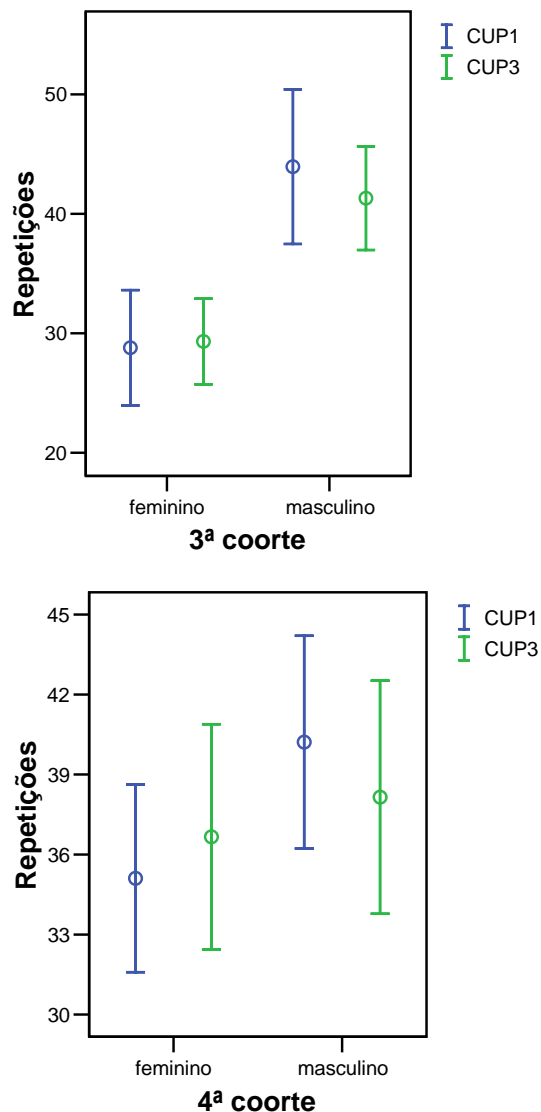 CUP1
CUP3
50
40
30
20
Repetições
feminino masculino
3ª coorte
CUP1
CUP3
45
42
39
36
33
30
Repetições
feminino masculino
4ª coorte